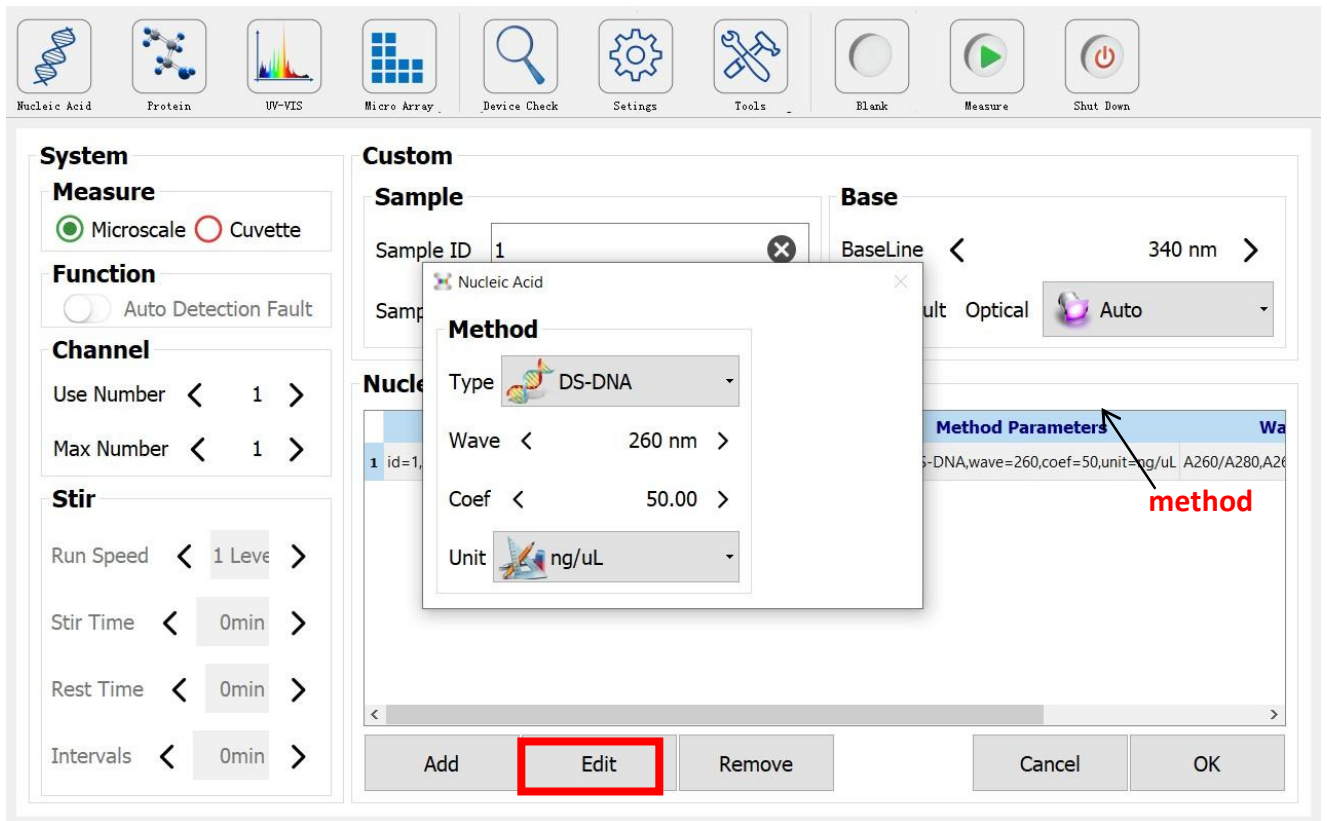 Nucleic Acid Protein UV-VIS Micro Array Device Check Setings Tools Blank Measure Shut Down
System
Measure
Microscale Cuvette
Function
Auto Detection Fault
Channel
Use Number 1
Max Number 1
Stir
Run Speed 1 Leve
Stir Time 0min
Rest Time 0min
Intervals 0min
Custom
Sample
Sample ID 1
Samp
Base
BaseLine 340 nm
ult Optical Auto
Nucle
Method Parameters Wa
1 id=1, S-DNA,wave=260,coef=50,unit=ng/uL A260/A280,A26
method
Nucleic Acid
Method
Type DS-DNA
Wave 260 nm
Coef 50.00
Unit ng/uL
Add Edit Remove Cancel OK